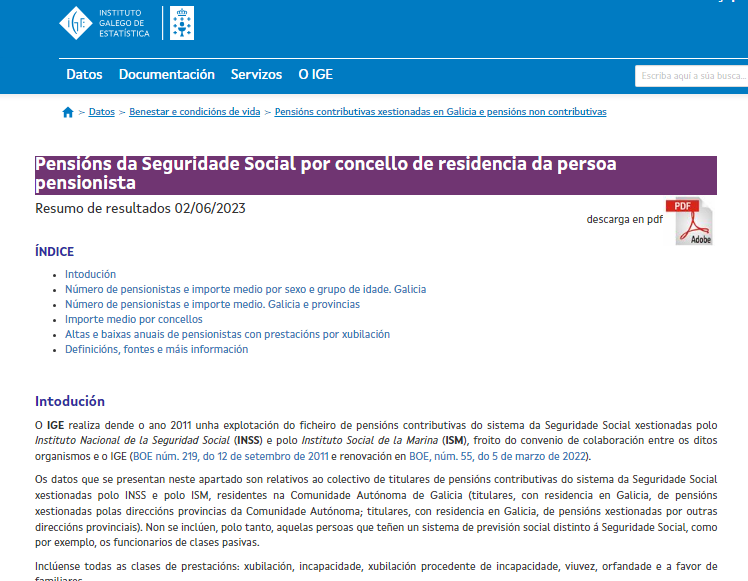 INSTITUTO
GALEGO DE
ESTATÍSTICA
Datos Documentación Servizos O IGE
Escriba aquí a súa busca...
> Datos > Benestar e condicións de vida > Pensións contributivas xestionadas en Galicia e pensións non contributivas
Pensións da Seguridade Social por concello de residencia da persoa
pensionista
Resumo de resultados 02/06/2023
descarga en pdf
PDF
Adobe
ÍNDICE
Intodución
Número de pensionistas e importe medio por sexo e grupo de idade. Galicia
Número de pensionistas e importe medio. Galicia e provincias
Importe medio por concellos
Altas e baixas anuais de pensionistas con prestacións por xubilación
Definicións, fontes e máis información
Intodución
O IGE realiza dende o ano 2011 unha explotación do ficheiro de pensións contributivas do sistema da Seguridade Social xestionadas polo
Instituto Nacional de la Seguridad Social (INSS) e polo Instituto Social de la Marina (ISM), froito do convenio de colaboración entre os ditos
organismos e o IGE (BOE núm. 219, do 12 de setembro de 2011 e renovación en BOE, núm. 55, do 5 de marzo de 2022).
Os datos que se presentan neste apartado son relativos ao colectivo de titulares de pensións contributivas do sistema da Seguridade Social
xestionadas polo INSS e polo ISM, residentes na Comunidade Autónoma de Galicia (titulares, con residencia en Galicia, de pensións
xestionadas polas direccións provincias da Comunidade Autónoma; titulares, con residencia en Galicia, de pensións xestionadas por outras
direccións provinciais). Non se inclúen, polo tanto, aquelas persoas que teñen un sistema de previsión social distinto á Seguridade Social, como
por exemplo, os funcionarios de clases pasivas.
Inclúense todas as clases de prestacións: xubilación, incapacidade, xubilación procedente de incapacidade, viuvez, orfandade e a favor de
familiares